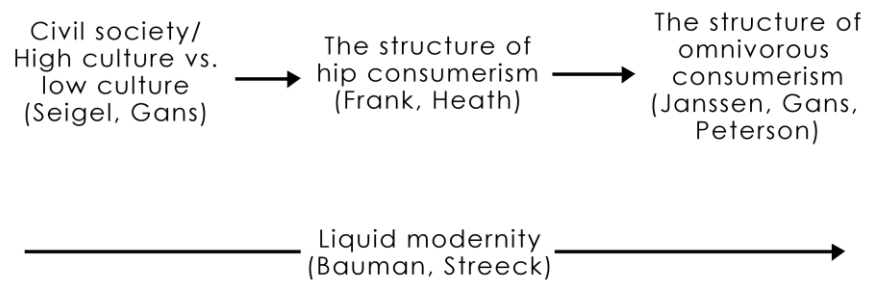 Civil society/
High culture vs.
low culture
(Seigel, Gans)
The structure of
hip consumerism
(Frank, Heath)
The structure of
omnivorous
consumerism
(Janssen, Gans,
Peterson)
Liquid modernity
(Bauman, Streeck)